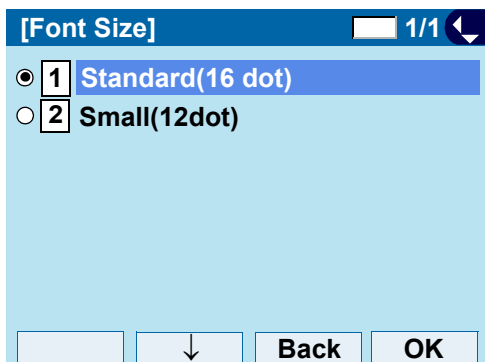 [Font Size] 1/1
1 Standard(16 dot)
2 Small(12dot)
↓ Back OK